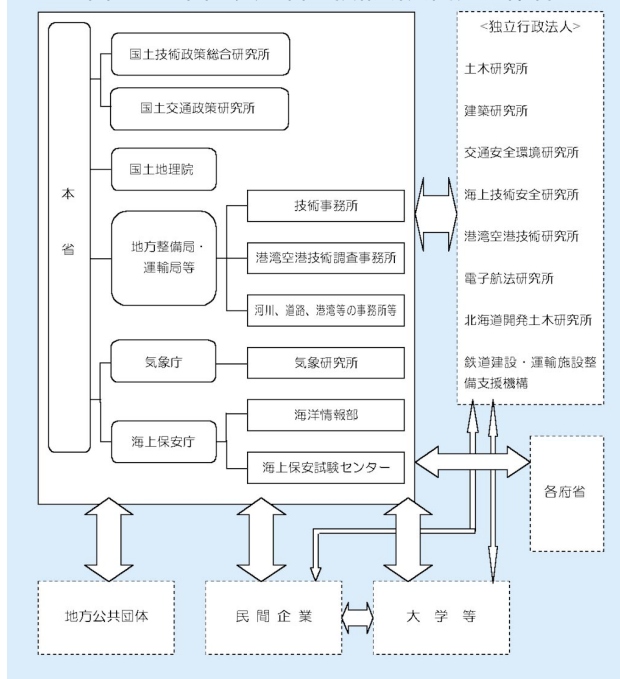 本
省
国土技術政策総合研究所
国土交通政策研究所
国土地理院
地方整備局・
運輸局等
技術事務所
港湾空港技術調査事務所
河川、道路、港湾等の事務所等
気象庁
気象研究所
海上保安庁
海洋情報部
海上保安試験センター
<独立行政法人>
土木研究所
建築研究所
交通安全環境研究所
海上技術安全研究所
港湾空港技術研究所
電子航法研究所
北海道開発土木研究所
鉄道建設・運輸施設整
備支援機構
各府省
地方公共団体
民間企業
大学等